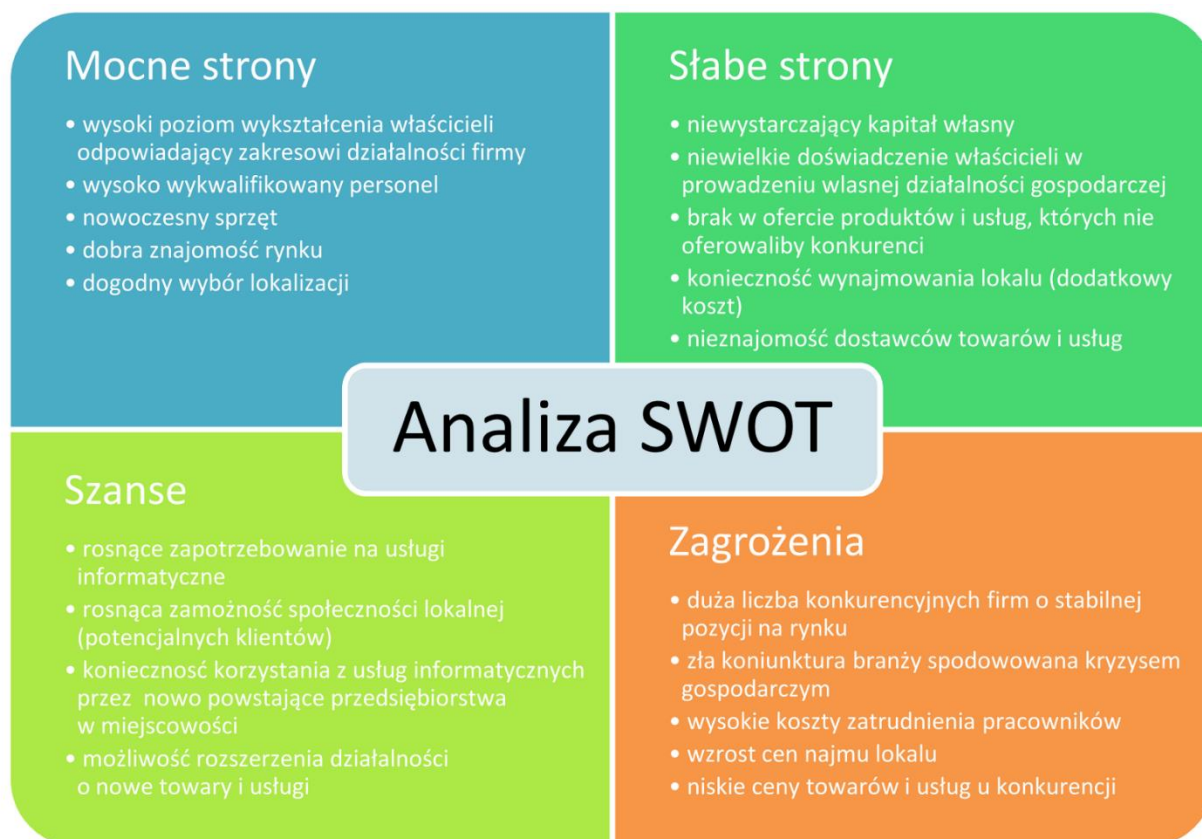 Mocne strony
• wysoki poziom wykształcenia właścicieli
odpowiadający zakresowi działalności firmy
• wysoko wykwalifikowany personel
• nowoczesny sprzęt
• dobra znajomość rynku
• dogodny wybór lokalizacji
Słabe strony
• niewystarczający kapitał własny
• niewielkie doświadczenie właścicieli w
prowadzeniu wlasnej działalności gospodarczej
• brak w ofercie produktów i usług, których nie
oferowaliby konkurenci
• konieczność wynajmowania lokalu (dodatkowy
koszt)
• nieznajomość dostawców towarów i usług
Analiza SWOT
Szanse
• rosnące zapotrzebowanie na usługi
informatyczne
• rosnąca zamożność społeczności lokalnej
(potencjalnych klientów)
• koniecznosć korzystania z usług informatycznych
przez nowo powstające przedsiębiorstwa
w miejscowości
• możliwość rozszerzenia działalności
o nowe towary i usługi
Zagrożenia
• duża liczba konkurencyjnych firm o stabilnej
pozycji na rynku
• zła koniunktura branży spodowowana kryzysem
gospodarczym
• wysokie koszty zatrudnienia pracowników
• wzrost cen najmu lokalu
• niskie ceny towarów i usług u konkurencji